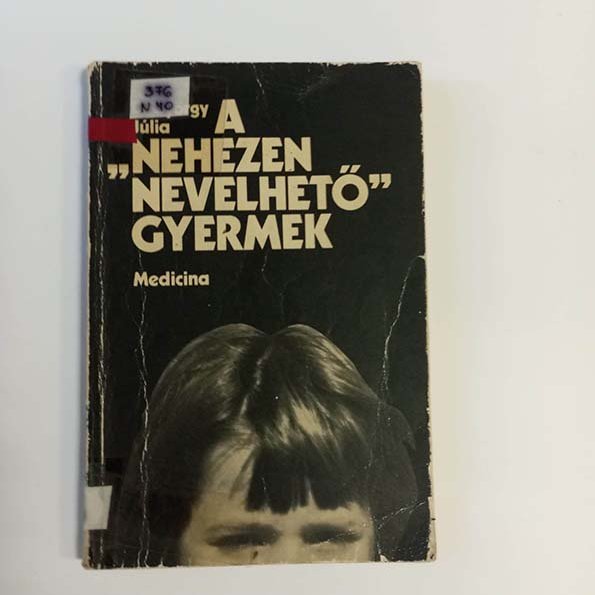 376
N 40
Júlia
A
„NEHEZEN
NEVELHETŐ”
GYERMEK
Medicina